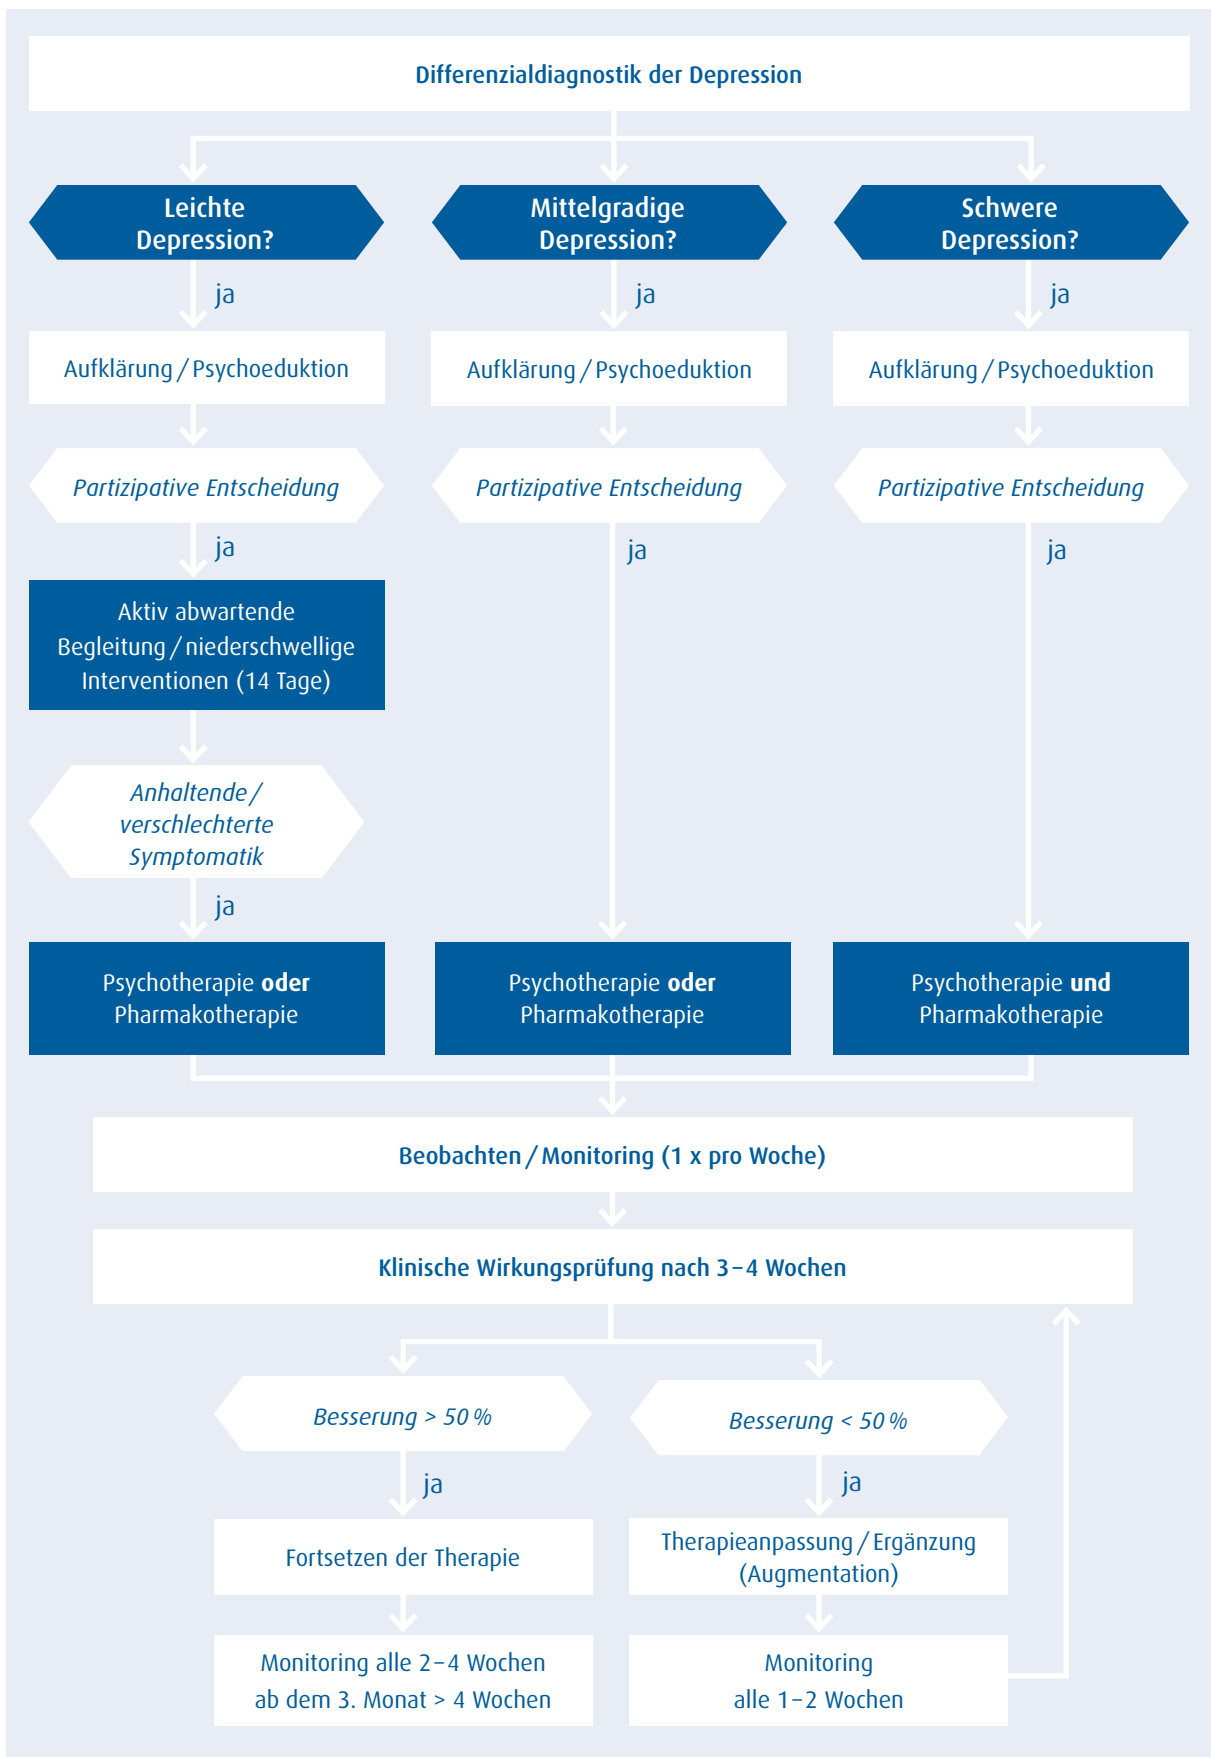 Differenzialdiagnostik der Depression
Leichte
Depression?
Mittelgradige
Depression?
Schwere
Depression?
ja
ja
ja
Aufklärung / Psychoeduktion
Aufklärung / Psychoeduktion
Aufklärung / Psychoeduktion
Partizipative Entscheidung
Partizipative Entscheidung
Partizipative Entscheidung
ja
ja
ja
Aktiv abwartende
Begleitung / niederschwellige
Interventionen (14 Tage)
Anhaltende /
verschlechterte
Symptomatik
ja
Psychotherapie oder
Pharmakotherapie
Psychotherapie oder
Pharmakotherapie
Psychotherapie und
Pharmakotherapie
Beobachten / Monitoring (1 x pro Woche)
Klinische Wirkungsprüfung nach 3–4 Wochen
Besserung > 50 %
Besserung < 50 %
ja
ja
Fortsetzen der Therapie
Therapieanpassung / Ergänzung
(Augmentation)
Monitoring alle 2–4 Wochen
ab dem 3. Monat > 4 Wochen
Monitoring
alle 1–2 Wochen